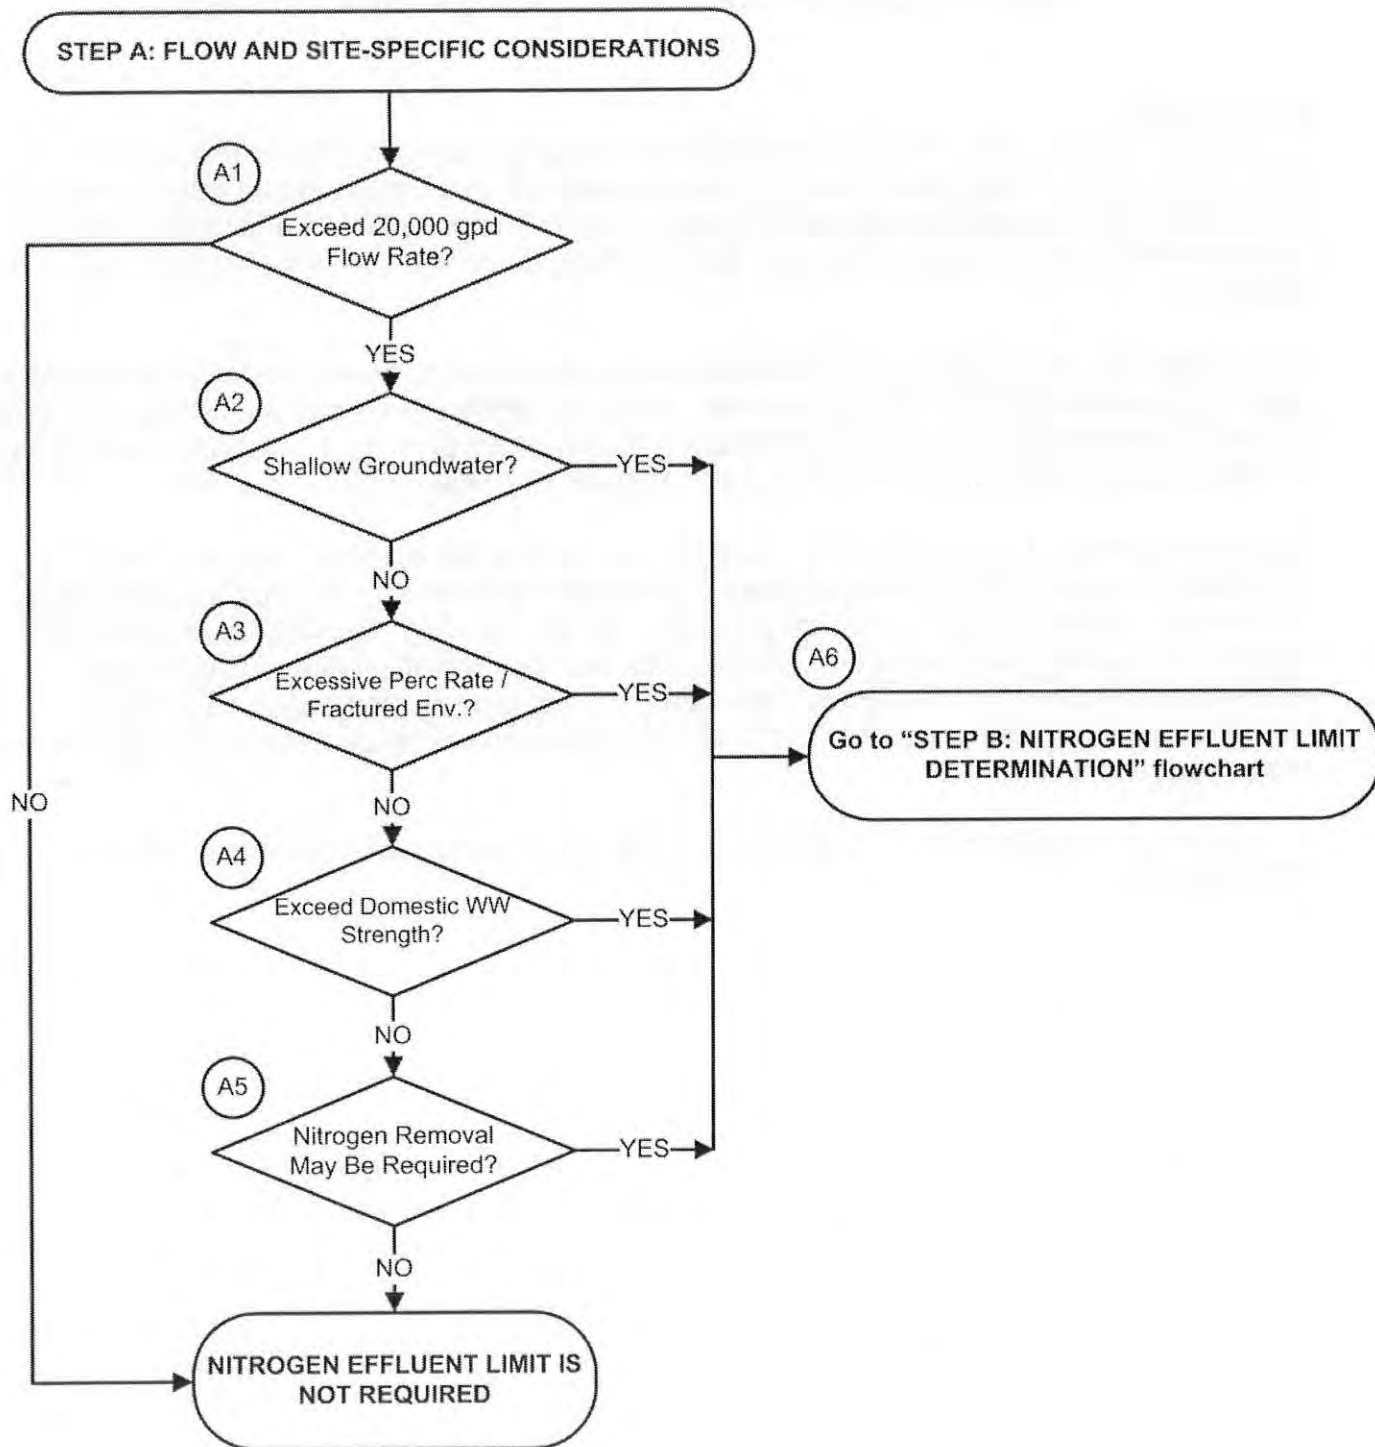 STEP A: FLOW AND SITE-SPECIFIC CONSIDERATIONS
A1
Exceed 20,000 gpd
Flow Rate?
YES
A2
Shallow Groundwater?
YES
NO
A3
Excessive Perc Rate /
Fractured Env.?
YES
A6
Go to “STEP B: NITROGEN EFFLUENT LIMIT
DETERMINATION” flowchart
NO
NO
A4
Exceed Domestic WW
Strength?
YES
NO
A5
Nitrogen Removal
May Be Required?
YES
NO
NITROGEN EFFLUENT LIMIT IS
NOT REQUIRED